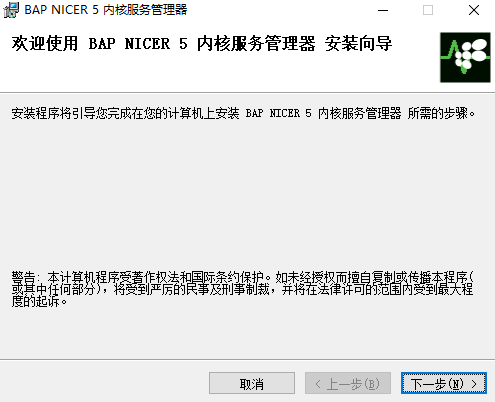 BAP NICER 5 内核服务管理器
欢迎使用 BAP NICER 5 内核服务管理器 安装向导
安装程序将引导您完成在您的计算机上安装 BAP NICER 5 内核服务管理器 所需的步骤。
警告: 本计算机程序受著作权法和国际条约保护。如未经授权而擅自复制或传播本程序(
或其中任何部分)，将受到严厉的民事及刑事制裁，并将在法律许可的范围内受到最大程
度的起诉。
取消
< 上一步(B)
下一步(N) >